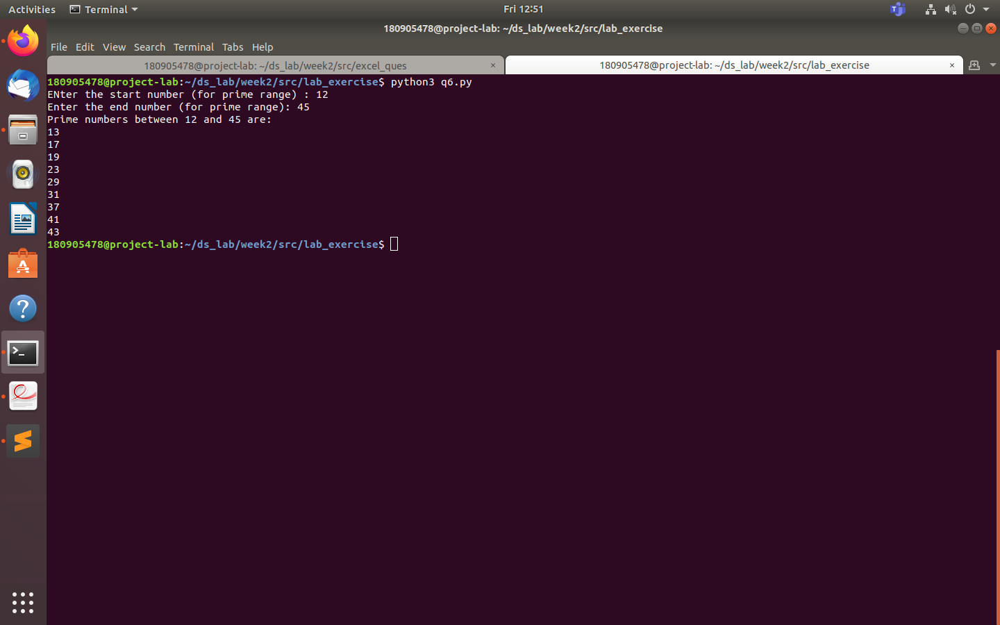 Activities Terminal Fri 12:51
180905478@project-lab: ~/ds_lab/week2/src/lab_exercise
File Edit View Search Terminal Tabs Help
180905478@project-lab: ~/ds_lab/week2/src/excel_ques × 180905478@project-lab: ~/ds_lab/week2/src/lab_exercise ×
180905478@project-lab:~/ds_lab/week2/src/lab_exercise$ python3 q6.py
ENter the start number (for prime range) : 12
Enter the end number (for prime range): 45
Prime numbers between 12 and 45 are:
13
17
19
23
29
31
37
41
43
180905478@project-lab:~/ds_lab/week2/src/lab_exercise$